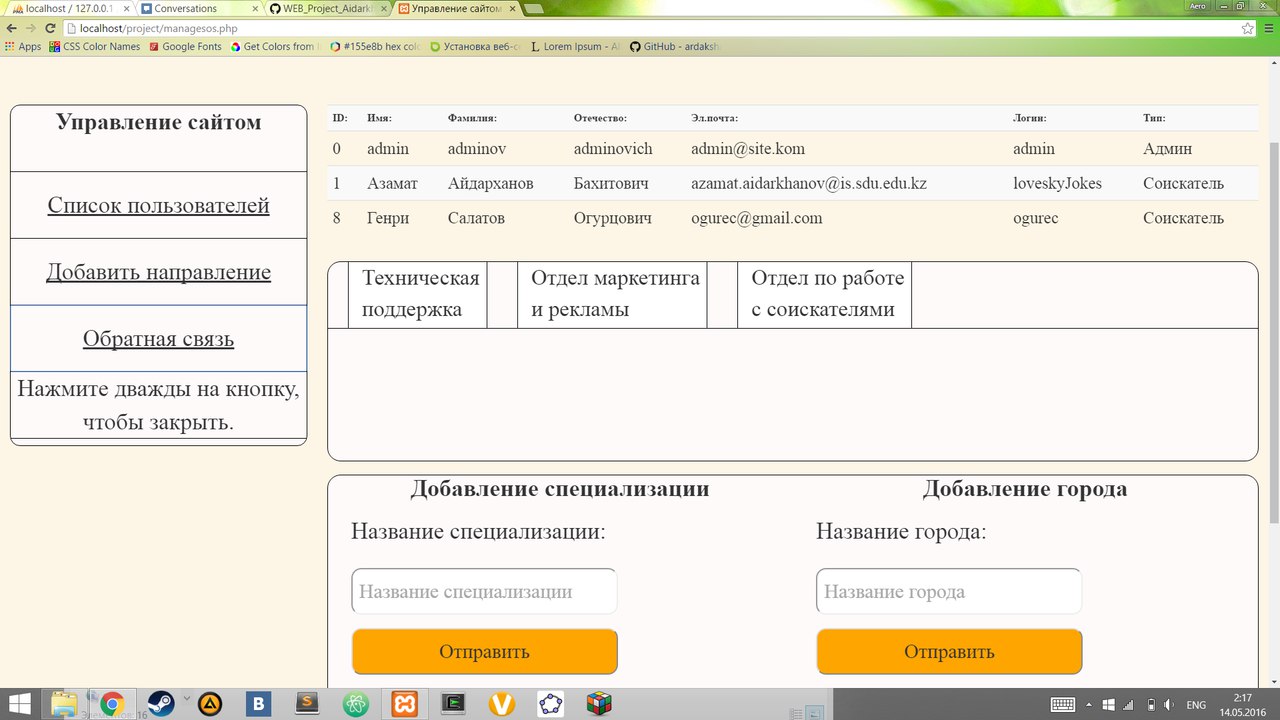 localhost / 127.0.0.1
Conversations
WEB_Project_Aidarkh
Управление сайтом
Aero
localhost/project/managesos.php
Apps
CSS Color Names
Google Fonts
Get Colors from
#155e8b hex col
Установка веб-с
Lorem Ipsum - Al
GitHub - ardaksh
Управление сайтом
Список пользователей
Добавить направление
Обратная связь
Нажмите дважды на кнопку,
чтобы закрыть.
ID: Имя: Фамилия: Отечество: Эл.почта: Логин: Тип:
0 admin adminov adminovich admin@site.kom admin Админ
1 Азамат Айдарханов Бахитович azamat.aidarkhanov@is.sdu.edu.kz loveskyJokes Соискатель
8 Генри Салатов Огурцович ogurec@gmail.com ogurec Соискатель
Техническая
поддержка
Отдел маркетинга
и рекламы
Отдел по работе
с соискателями
Добавление специализации
Название специализации:
Название специализации
Отправить
Добавление города
Название города:
Название города
Отправить
ENG
2:17
14.05.2016